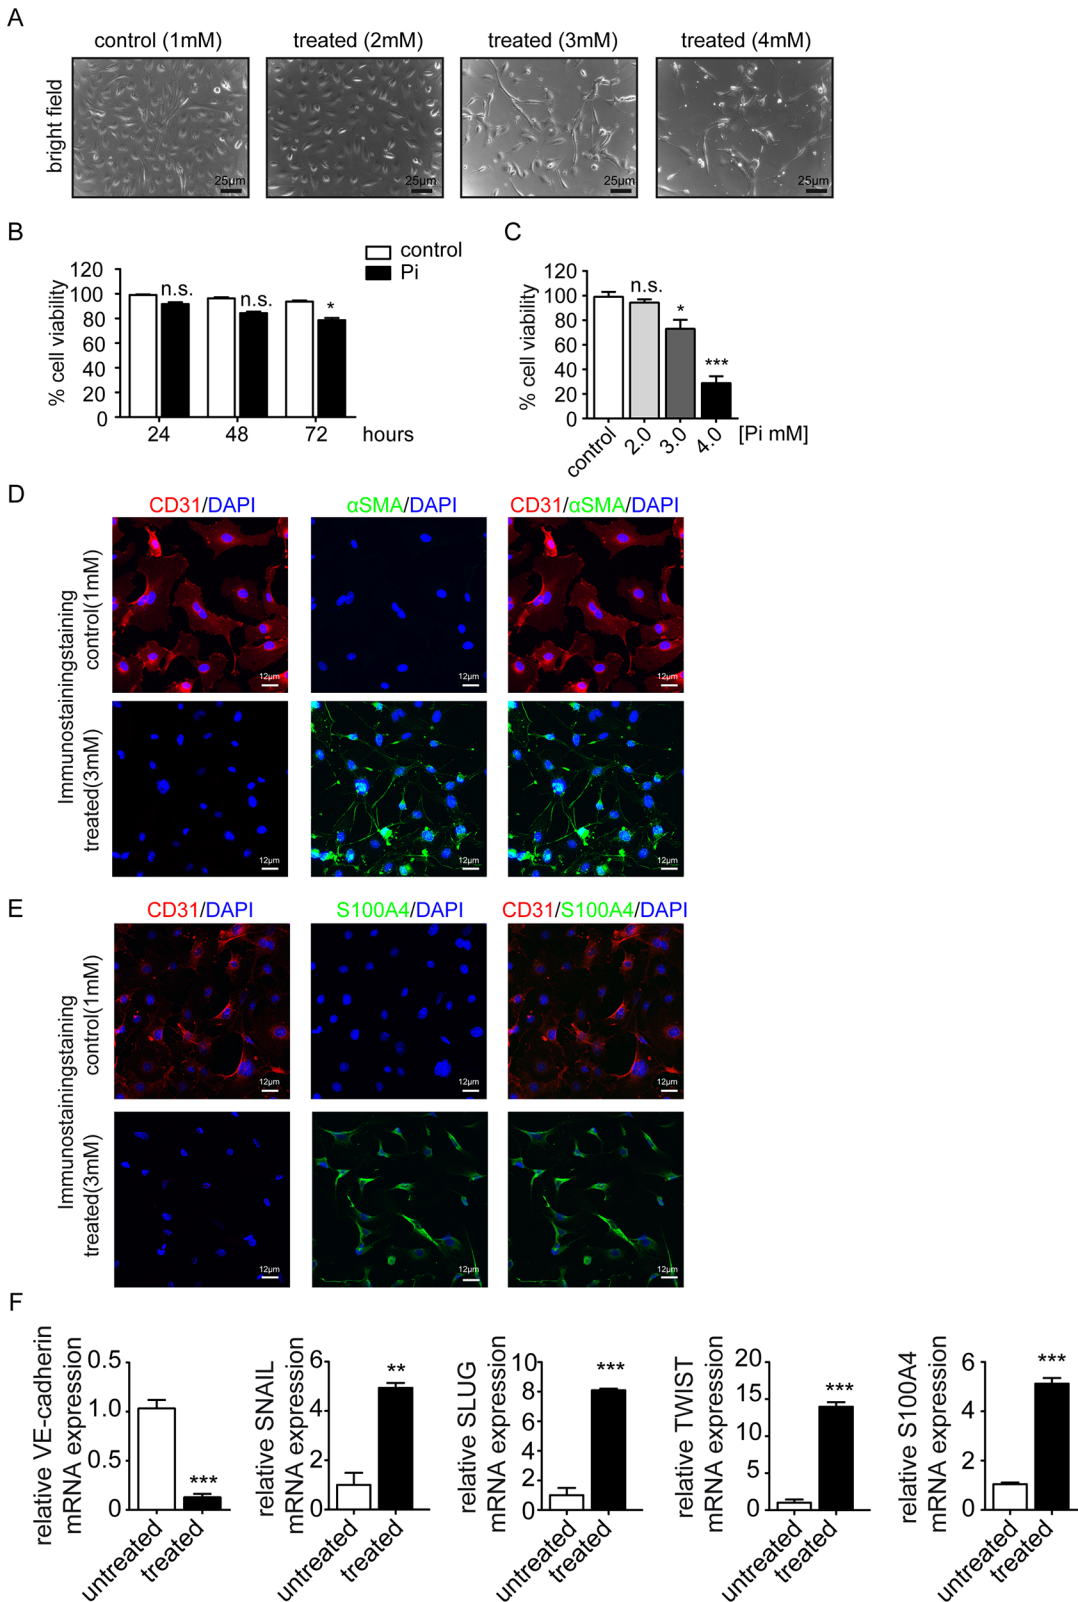 A
control (1mM)
treated (2mM)
treated (3mM)
treated (4mM)
bright field
25µm
25µm
25µm
25µm
B
control
Pi
% cell viability
120
100
80
60
40
20
0
n.s.
n.s.
*
24
48
72
hours
C
% cell viability
120
100
80
60
40
20
0
n.s.
*
***
control
2.0
3.0
4.0
[Pi mM]
D
CD31/DAPI
αSMA/DAPI
CD31/αSMA/DAPI
Immunostainingstaining
control(1mM)
treated(3mM)
12µm
12µm
12µm
12µm
12µm
12µm
E
CD31/DAPI
S100A4/DAPI
CD31/S100A4/DAPI
Immunostainingstaining
control(1mM)
treated(3mM)
12µm
12µm
12µm
12µm
12µm
12µm
F
relative VE-cadherin
mRNA expression
0.5
1.0
0.5
0
***
untreated
treated
relative SNAIL
mRNA expression
6
4
2
0
**
untreated
treated
relative SLUG
mRNA expression
10
8
6
4
2
0
***
untreated
treated
relative TWIST
mRNA expression
20
15
10
5
0
***
untreated
treated
relative S100A4
mRNA expression
6
4
2
0
***
untreated
treated